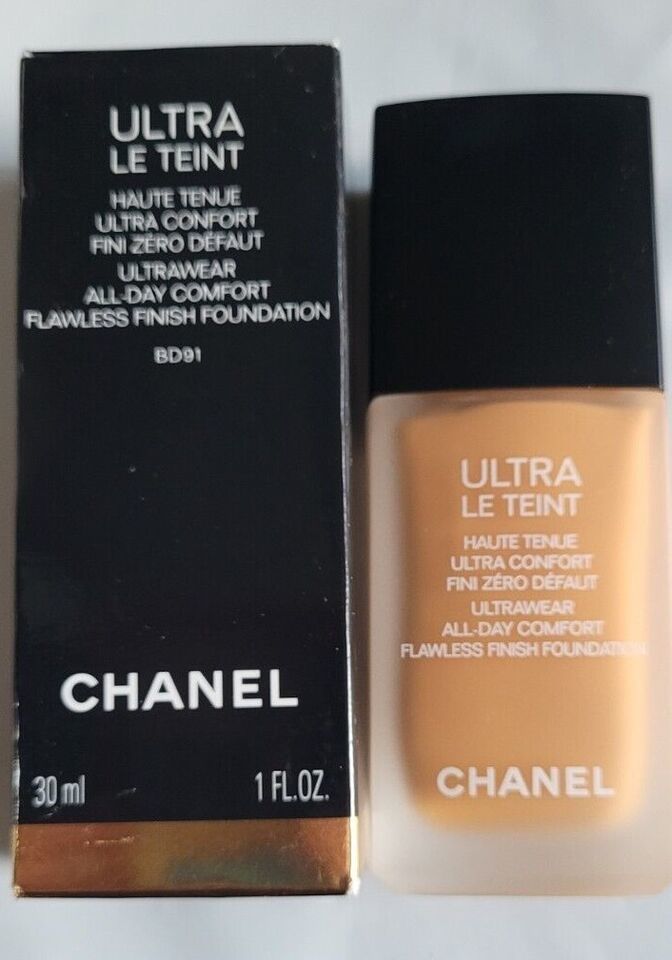 ULTRA
LE TEINT
HAUTE TENUE
ULTRA CONFORT
FINI ZÉRO DÉFAUT
ULTRAWEAR
ALL-DAY COMFORT
FLAWLESS FINISH FOUNDATION
BD91
CHANEL
30 ml 1 FL.OZ.
ULTRA
LE TEINT
HAUTE TENUE
ULTRA CONFORT
FINI ZÉRO DÉFAUT
ULTRAWEAR
ALL-DAY COMFORT
FLAWLESS FINISH FOUNDATION
CHANEL